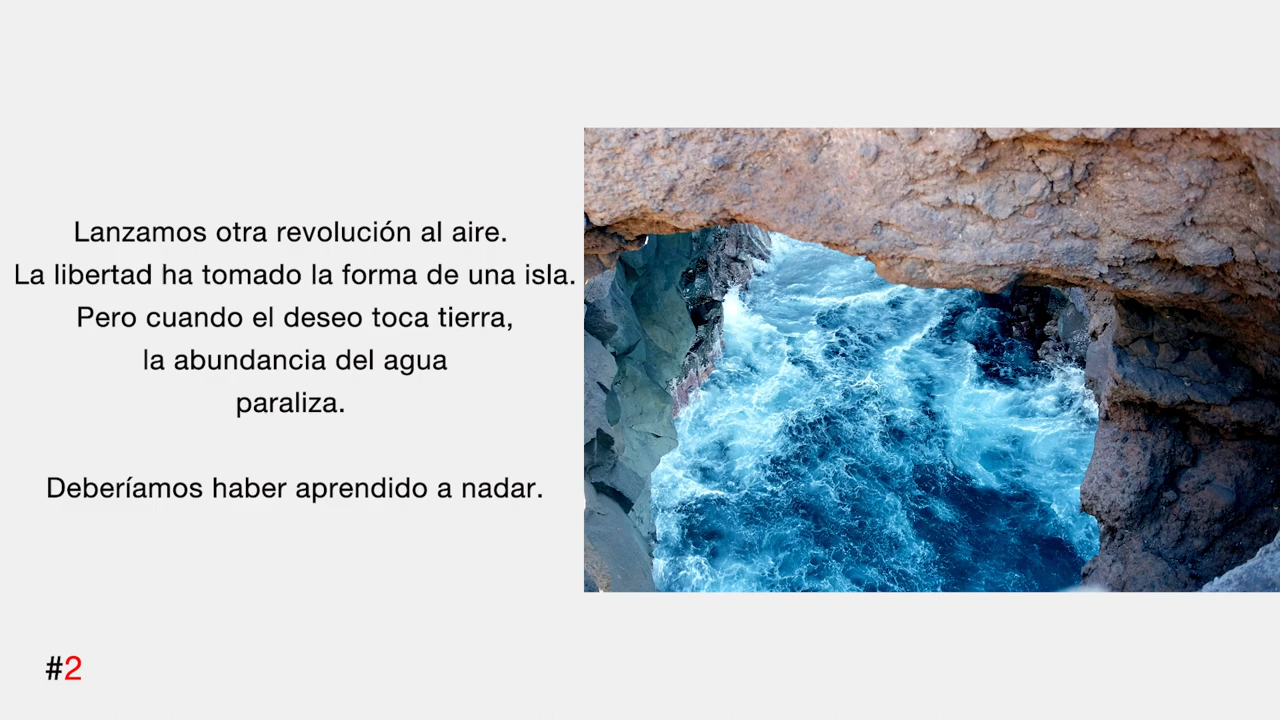 Lanzamos otra revolución al aire.
La libertad ha tomado la forma de una isla.
Pero cuando el deseo toca tierra,
la abundancia del agua
paraliza.
Deberíamos haber aprendido a nadar.
#2